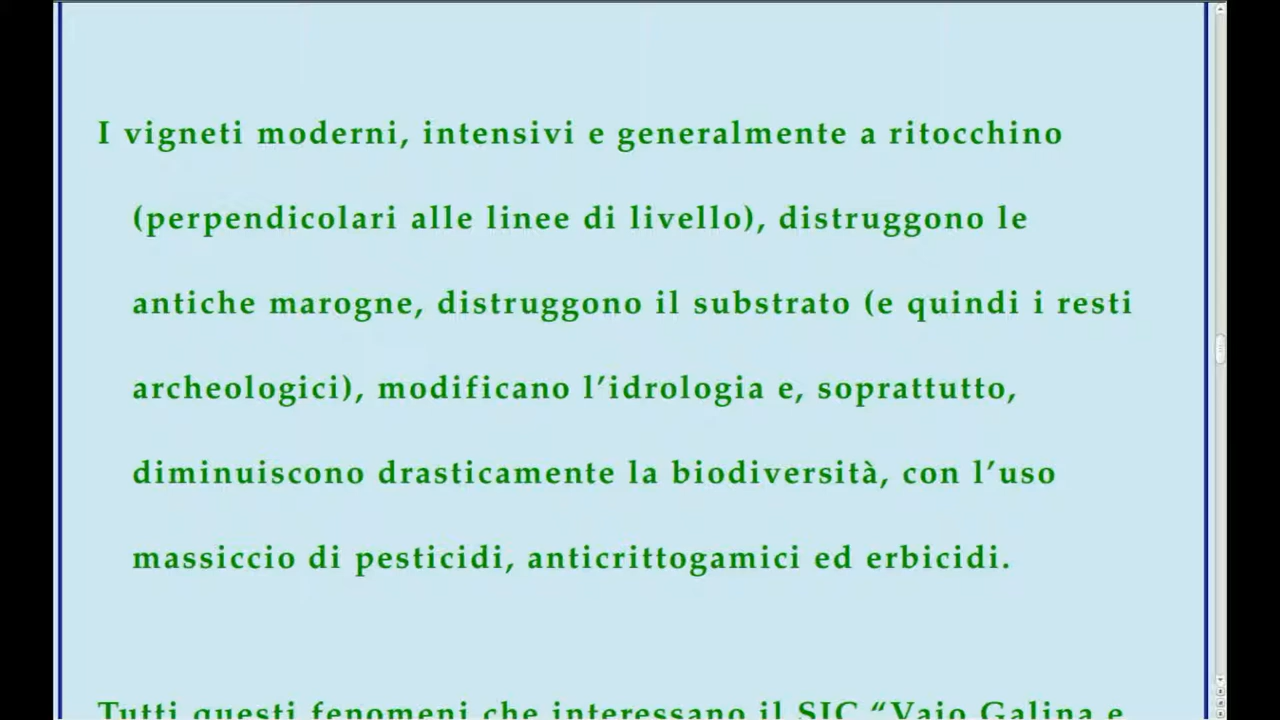 I vigneti moderni, intensivi e generalmente a ritocchino
(perpendicolari alle linee di livello), distruggono le
antiche marogne, distruggono il substrato (e quindi i resti
archeologici), modificano l’idrologia e, soprattutto,
diminuiscono drasticamente la biodiversità, con l’uso
massiccio di pesticidi, anticrittogamici ed erbicidi.
Tutti questi fenomeni che interessano il SIC “Vajo Galina e